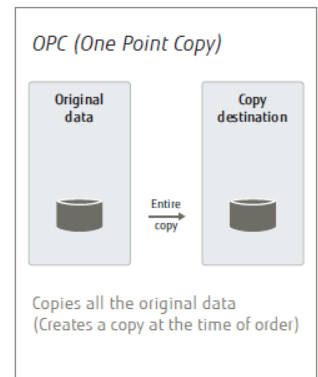 OPC (One Point Copy)
Original
data
Copy
destination
Entire
copy
Copies all the original data
(Creates a copy at the time of order)